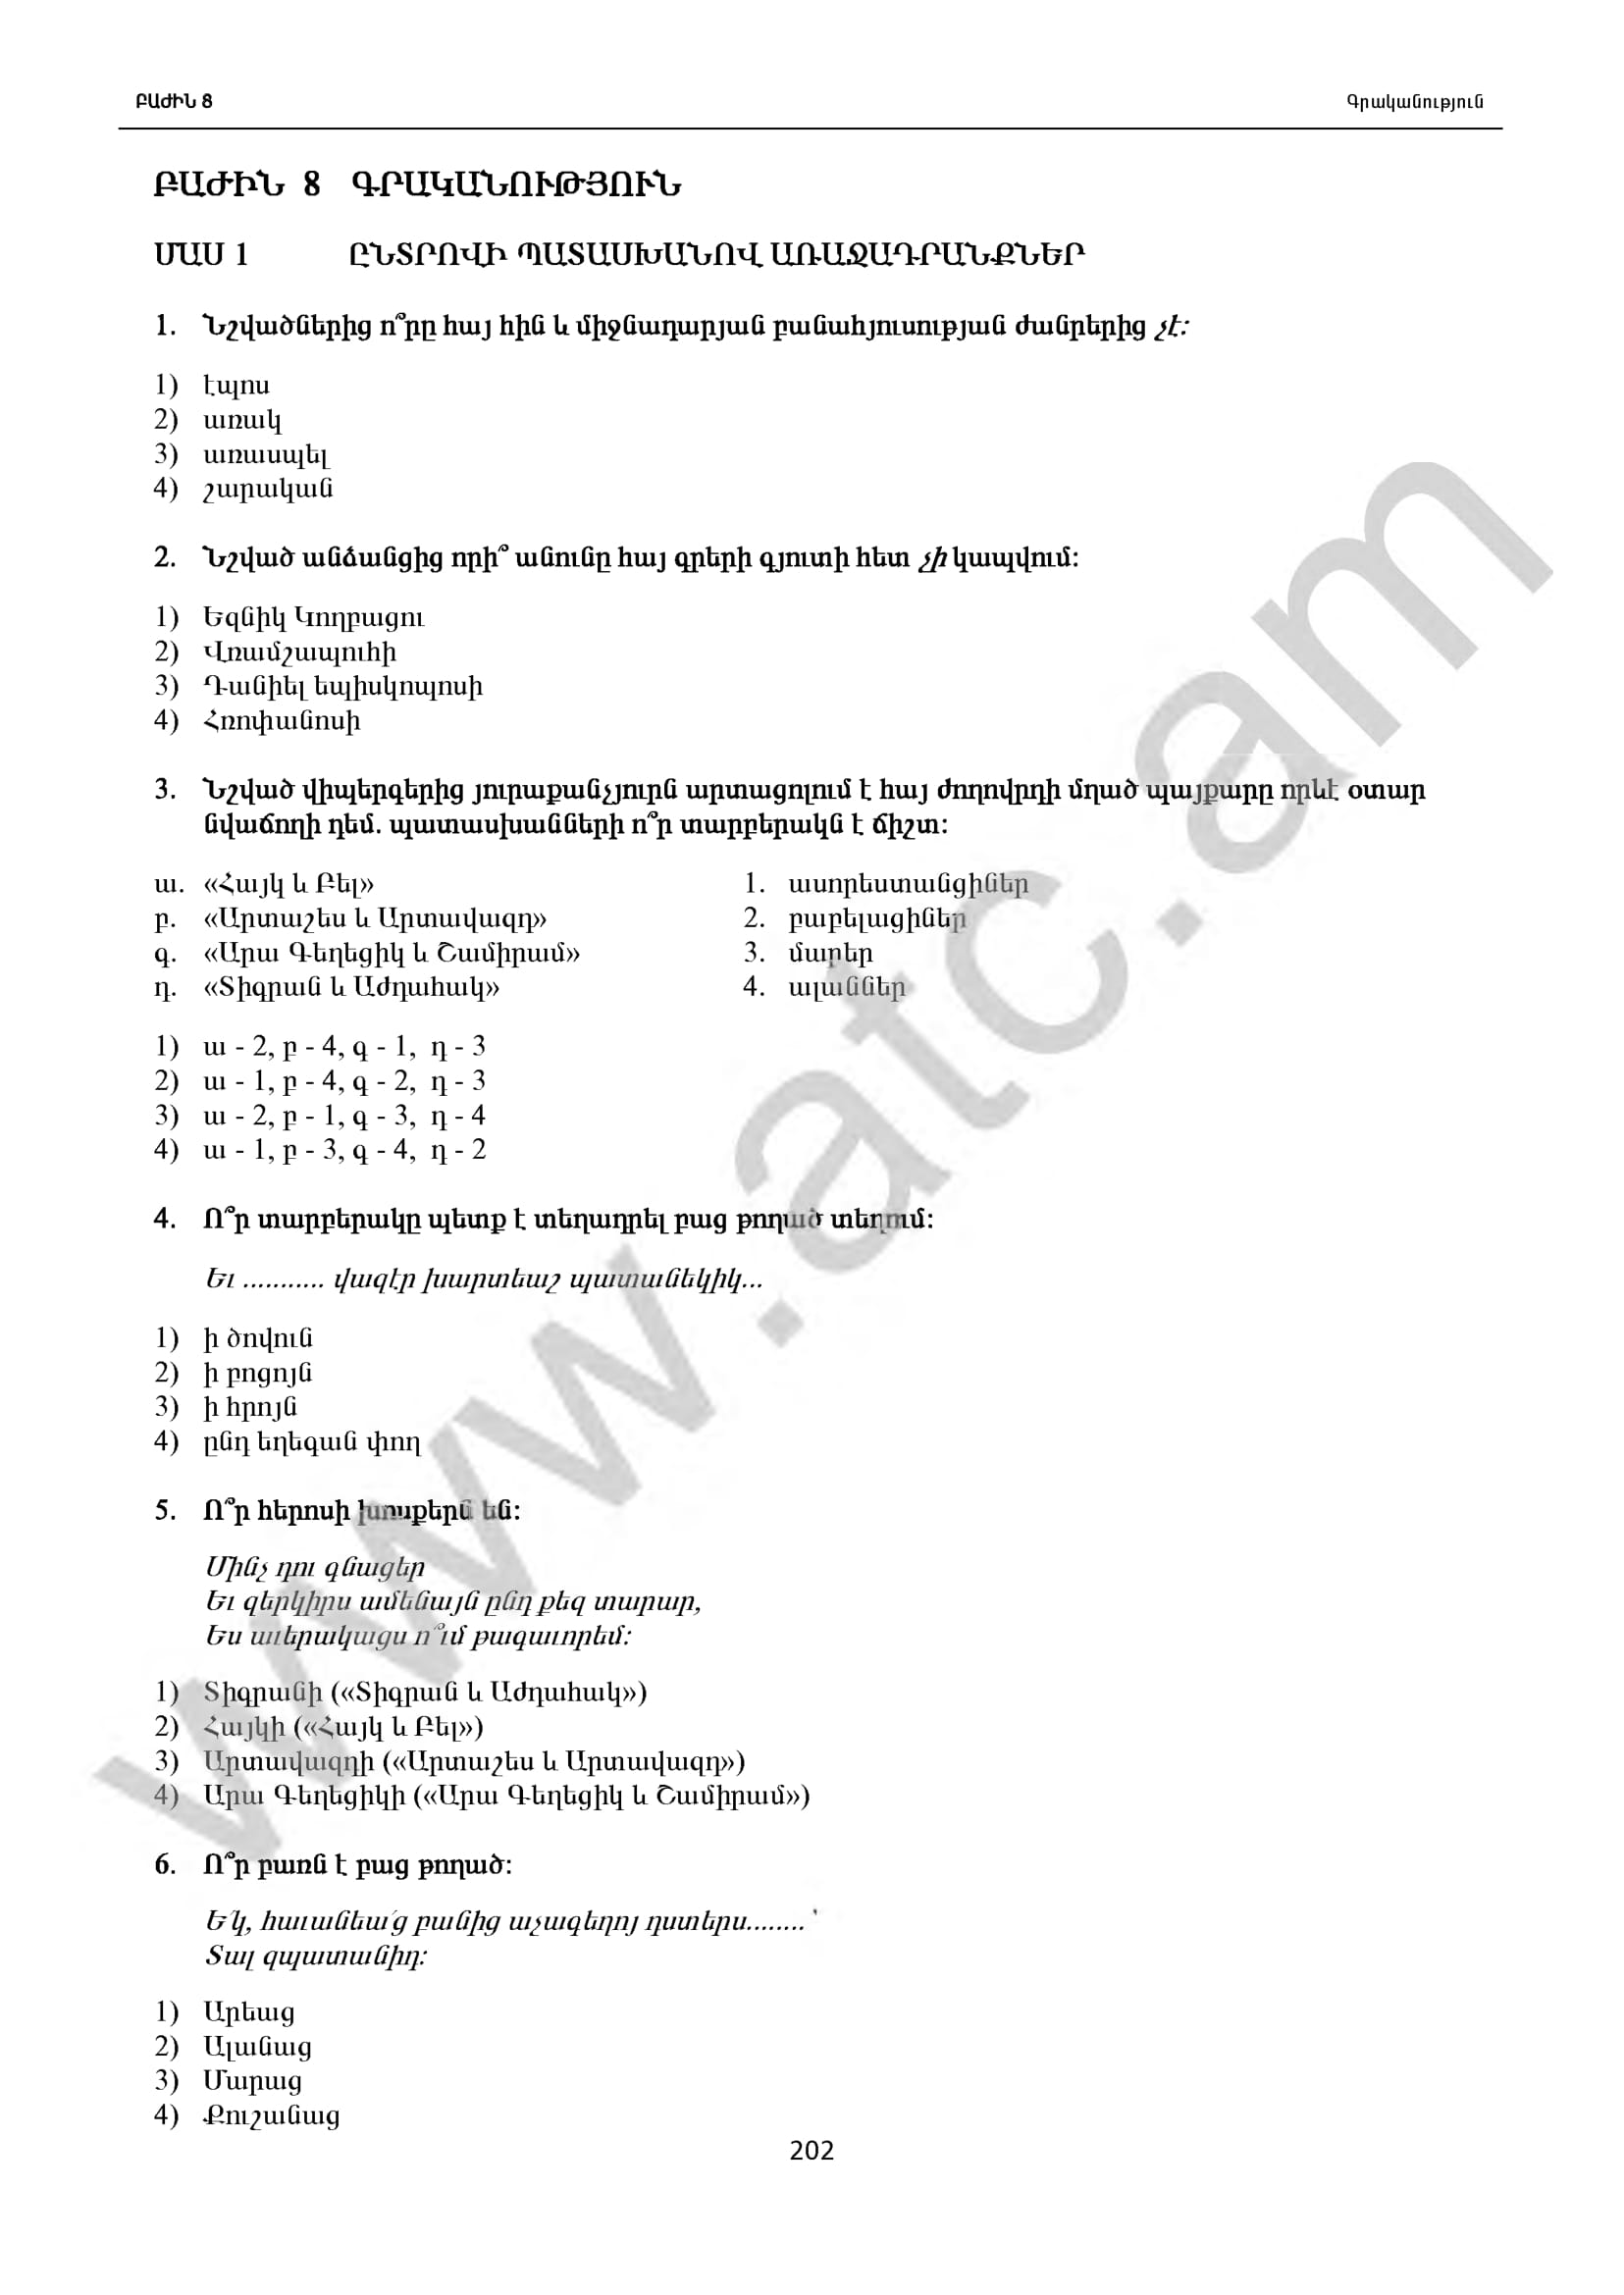 ԲԱԺԻՆ 8 Գրականություն
ԲԱԺԻՆ 8 ԳՐԱԿԱՆՈՒԹՅՈՒՆ
ՄԱՍ 1 ԸՆՏՐՈՎԻ ՊԱՏԱՍԽԱՆՈՎ ԱՌԱՋԱԴՐԱՆՔՆԵՐ
1. Նշվածներից ո՞րը հայ հին և միջնադարյան բանահյուսության ժանրերից չէ:
1) էպոս
2) առակ
3) առասպել
4) շարական
2. Նշված անձանցից որի՞ անունը հայ գրերի գյուտի հետ չի կապվում:
1) Եզնիկ Կողբացու
2) Վռամշապուհի
3) Դանիել եպիսկոպոսի
4) Հռոփանոսի
3. Նշված վիպերգերից յուրաքանչյուրն արտացոլում է հայ ժողովրդի մղած պայքարը որևէ օտար
նվաճողի դեմ. պատասխանների ո՞ր տարբերակն է ճիշտ:
ա. «Հայկ և Բել» 1. ասորեստանցիներ
բ. «Արտաշես և Արտավազդ» 2. բաբելացիներ
գ. «Արա Գեղեցիկ և Շամիրամ» 3. մարեր
դ. «Տիգրան և Աժդահակ» 4. ալաններ
1) ա - 2, բ - 4, գ - 1, դ - 3
2) ա - 1, բ - 4, գ - 2, դ - 3
3) ա - 2, բ - 1, գ - 3, դ - 4
4) ա - 1, բ - 3, գ - 4, դ - 2
4. Ո՞ր տարբերակը պետք է տեղադրել բաց թողած տեղում:
Եւ ........... վազէր խարտեաշ պատանեկիկ...
1) ի ծովուն
2) ի բոցոյն
3) ի հրոյն
4) ընդ եղեգան փող
5. Ո՞ր հերոսի խոսքերն են:
Մինչ դու գնացեր
Եւ զերկիրս ամենայն ընդ քեզ տարար,
Ես աւերակացս ո՞ւմ թագաւորեմ:
1) Տիգրանի («Տիգրան և Աժդահակ»)
2) Հայկի («Հայկ և Բել»)
3) Արտավազդի («Արտաշես և Արտավազդ»)
4) Արա Գեղեցիկի («Արա Գեղեցիկ և Շամիրամ»)
6. Ո՞ր բառն է բաց թողած:
Ե՛կ, հաւանեա՛ց բանից աչագեղոյ դստերս........՝
Տալ զպատանիդ:
1) Արեաց
2) Ալանաց
3) Մարաց
4) Քուշանաց
202
www.atc.am